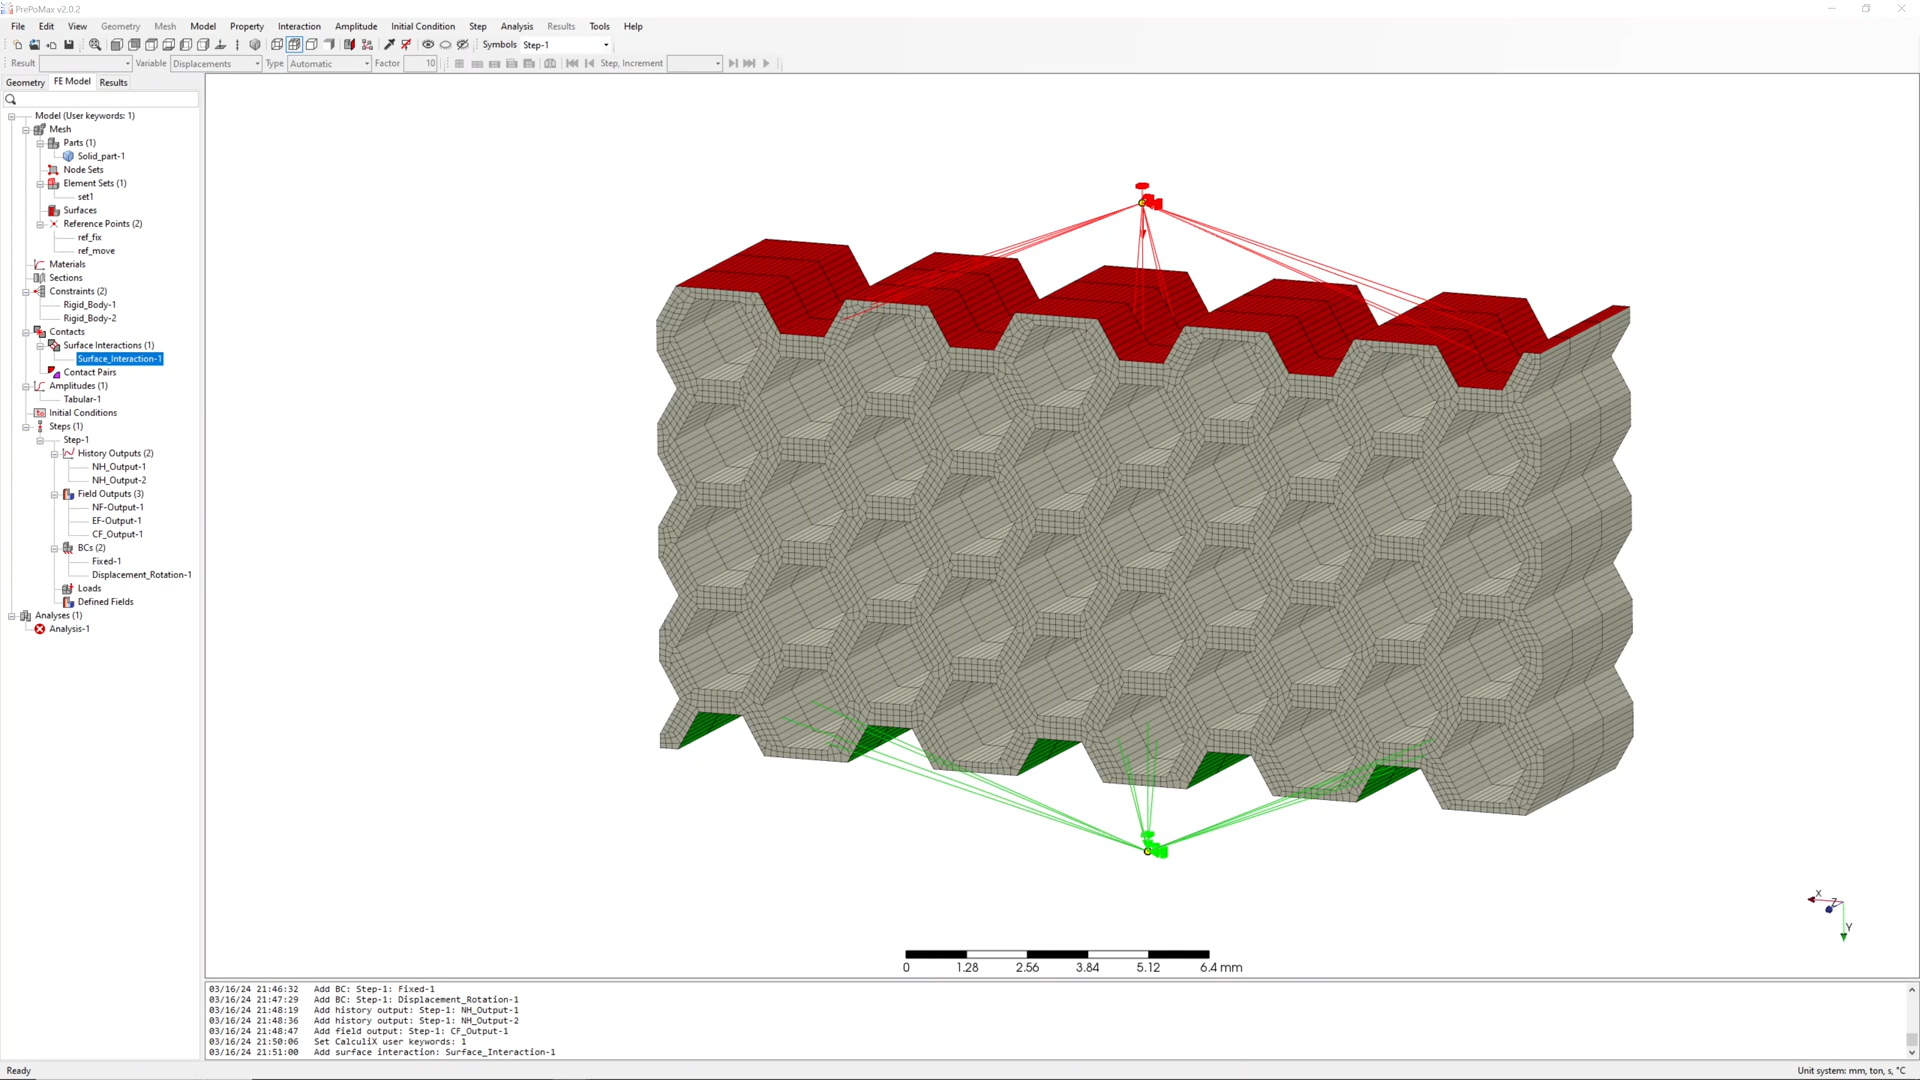 PrePoMax v2.0.2
File Edit View Geometry Mesh Model Property Interaction Amplitude Initial Condition Step Analysis Results Tools Help
Symbols Step-1
Result Variable Displacements Type Automatic Factor 10 Step, Increment
Geometry FE Model Results
Model (User keywords: 1)
Mesh
Parts (1)
Solid_part-1
Node Sets
Element Sets (1)
set1
Surfaces
Reference Points (2)
ref_fix
ref_move
Materials
Sections
Constraints (2)
Rigid_Body-1
Rigid_Body-2
Contacts
Surface Interactions (1)
Surface_Interaction-1
Contact Pairs
Amplitudes (1)
Tabular-1
Initial Conditions
Steps (1)
Step-1
History Outputs (2)
NH_Output-1
NH_Output-2
Field Outputs (3)
NF-Output-1
EF-Output-1
CF_Output-1
BCs (2)
Fixed-1
Displacement_Rotation-1
Loads
Defined Fields
Analyses (1)
Analysis-1
X
Z
Y
0 1.28 2.56 3.84 5.12 6.4 mm
03/16/24 21:46:32 Add BC: Step-1: Fixed-1
03/16/24 21:47:29 Add BC: Step-1: Displacement_Rotation-1
03/16/24 21:48:19 Add history output: Step-1: NH_Output-1
03/16/24 21:48:36 Add history output: Step-1: NH_Output-2
03/16/24 21:48:47 Add field output: Step-1: CF_Output-1
03/16/24 21:50:06 Set CalculiX user keywords: 1
03/16/24 21:51:00 Add surface interaction: Surface_Interaction-1
Ready
Unit system: mm, ton, s, °C